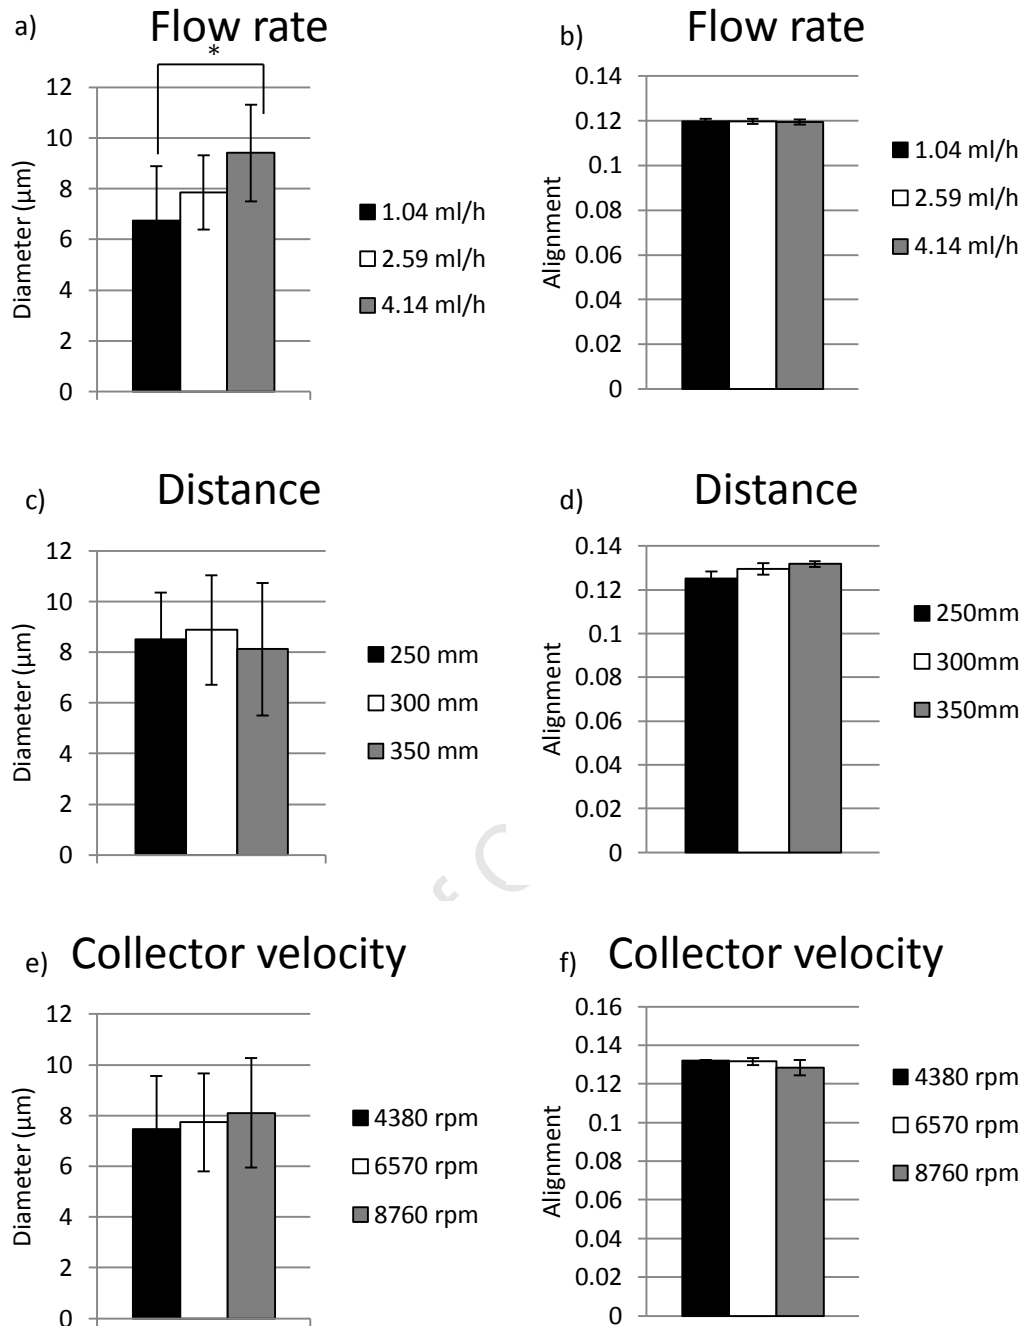 a) Flow rate
*
12
10
8
6
4
2
0
Diameter (μm)
1.04 ml/h
2.59 ml/h
4.14 ml/h
b) Flow rate
0.14
0.12
0.1
0.08
0.06
0.04
0.02
0
Alignment
1.04 ml/h
2.59 ml/h
4.14 ml/h
c) Distance
12
10
8
6
4
2
0
Diameter (μm)
250 mm
300 mm
350 mm
d) Distance
0.14
0.12
0.1
0.08
0.06
0.04
0.02
0
Alignment
250mm
300mm
350mm
e) Collector velocity
12
10
8
6
4
2
0
Diameter (μm)
4380 rpm
6570 rpm
8760 rpm
f) Collector velocity
0.16
0.14
0.12
0.1
0.08
0.06
0.04
0.02
0
Alignment
4380 rpm
6570 rpm
8760 rpm